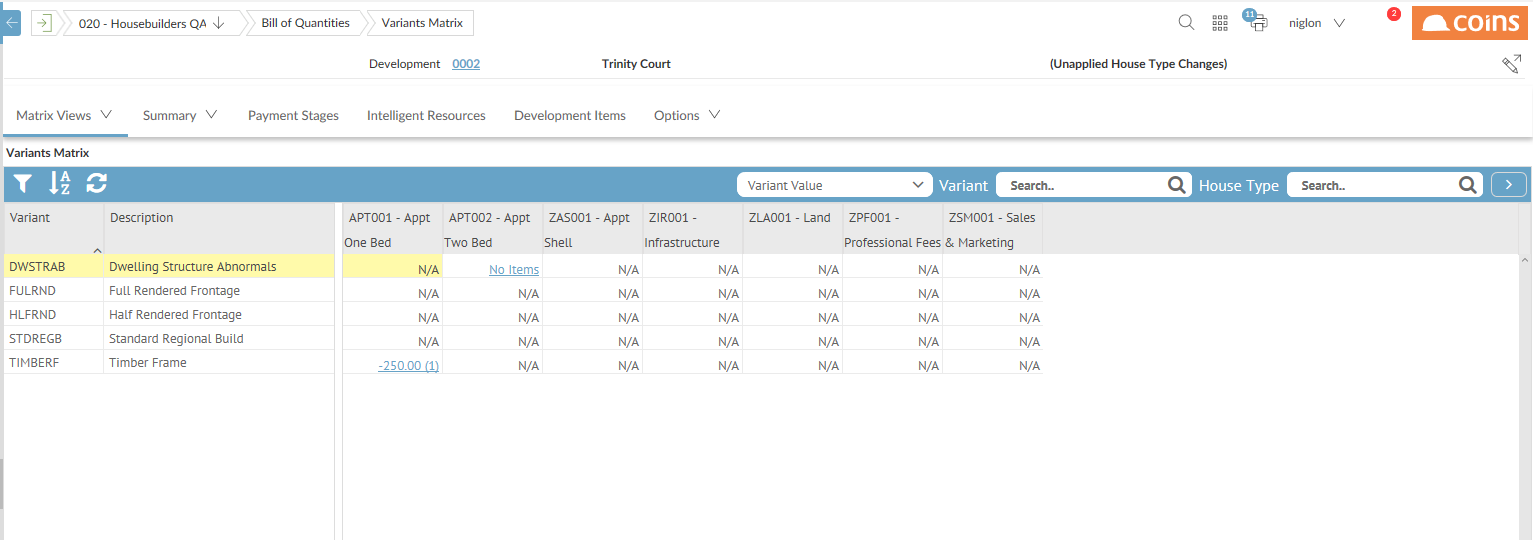 020 - Housebuilders QA Bill of Quantities Variants Matrix 11 niglon 2 coins
Development 0002 Trinity Court (Unapplied House Type Changes)
Matrix Views Summary Payment Stages Intelligent Resources Development Items Options
Variants Matrix
A Z Variant Value Variant Search.. House Type Search..
Variant Description APT001 - Appt APT002 - Appt ZAS001 - Appt ZIR001 - ZLA001 - Land ZPF001 - ZSM001 - Sales
One Bed Two Bed Shell Infrastructure Professional Fees & Marketing
DWSTRAB Dwelling Structure Abnormals N/A No Items N/A N/A N/A N/A N/A
FULRND Full Rendered Frontage N/A N/A N/A N/A N/A N/A N/A
HLFRND Half Rendered Frontage N/A N/A N/A N/A N/A N/A N/A
STDREGB Standard Regional Build N/A N/A N/A N/A N/A N/A N/A
TIMBERF Timber Frame -250.00 (1) N/A N/A N/A N/A N/A N/A